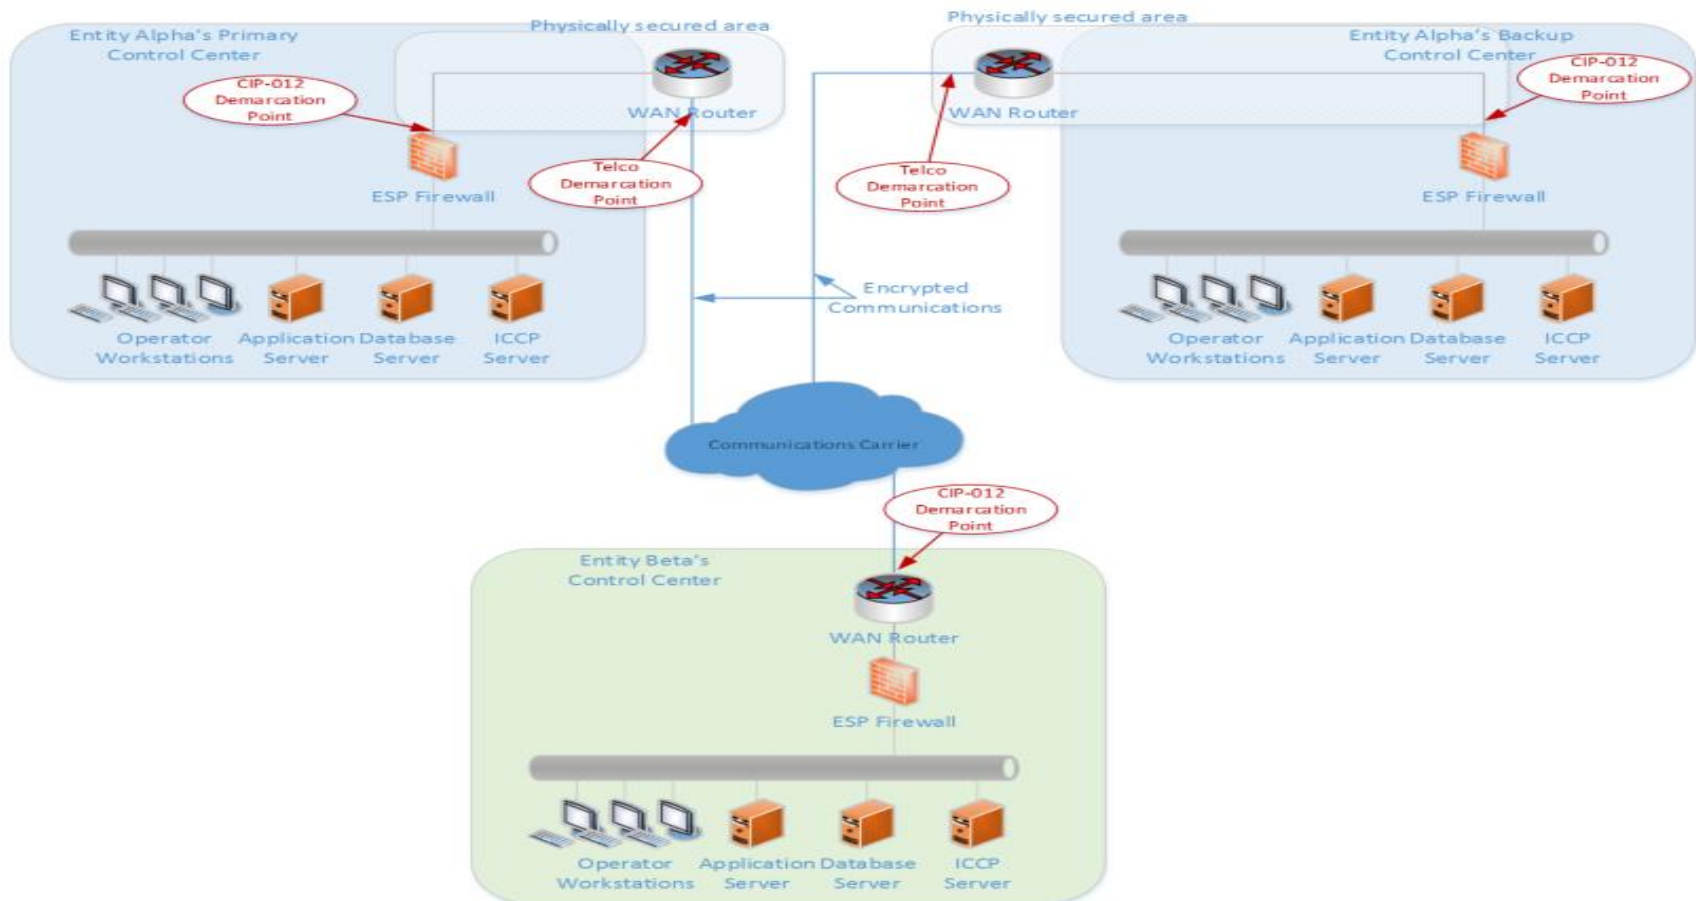 Physically secured area
Entity Alpha's Primary
Control Center
CIP-012
Demarcation
Point
WAN Router
Telco
Demarcation
Point
ESP Firewall
Operator
Workstations
Application
Server
Database
Server
ICCP
Server
Physically secured area
Entity Alpha's Backup
Control Center
CIP-012
Demarcation
Point
WAN Router
Telco
Demarcation
Point
ESP Firewall
Operator
Workstations
Application
Server
Database
Server
ICCP
Server
Encrypted
Communications
Communications Carrier
CIP-012
Demarcation
Point
Entity Beta's
Control Center
WAN Router
ESP Firewall
Operator
Workstations
Application
Server
Database
Server
ICCP
Server